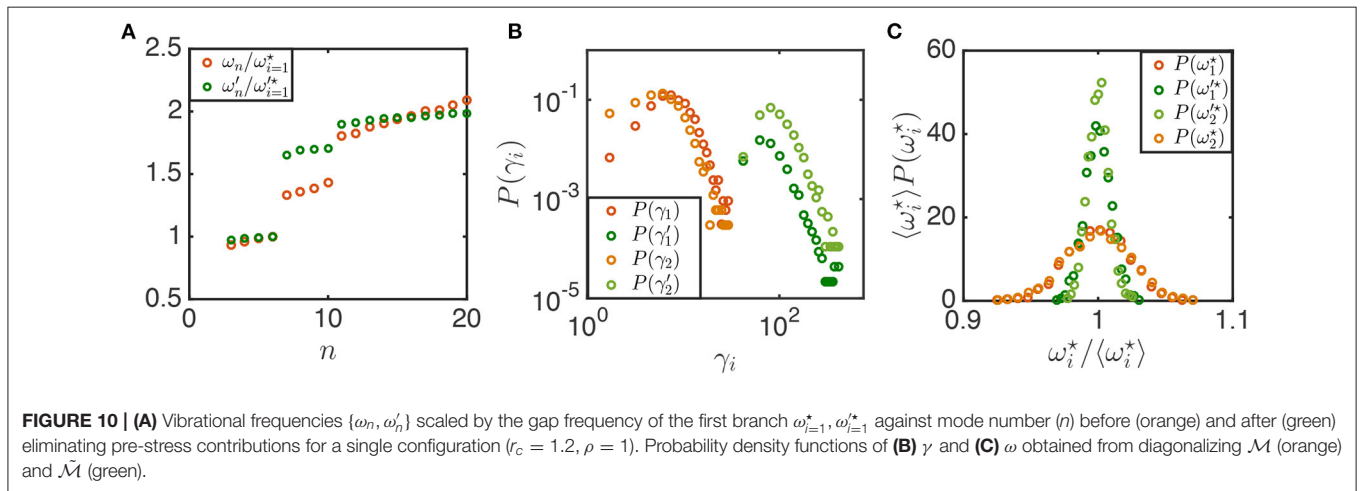 A
2.5
2
1.5
1
0.5
0
10
20
n
ωₙ/ω⋆ᵢ₌₁
ω′ₙ/ω′⋆ᵢ₌₁
B
10⁻¹
10⁻³
10⁻⁵
10⁰
10²
P(γᵢ)
γᵢ
P(γ₁)
P(γ′₁)
P(γ₂)
P(γ′₂)
C
60
40
20
0
0.9
1
1.1
⟨ω⋆ᵢ⟩P(ω⋆ᵢ)
ω⋆ᵢ/⟨ω⋆ᵢ⟩
P(ω⋆₁)
P(ω′⋆₁)
P(ω′⋆₂)
P(ω⋆₂)
FIGURE 10 | (A) Vibrational frequencies {ωₙ, ω′ₙ} scaled by the gap frequency of the first branch ω⋆ᵢ₌₁, ω′⋆ᵢ₌₁ against mode number (n) before (orange) and after (green)
eliminating pre-stress contributions for a single configuration (r_c = 1.2, ρ = 1). Probability density functions of (B) γ and (C) ω obtained from diagonalizing ℳ (orange)
and ℳ̃ (green).